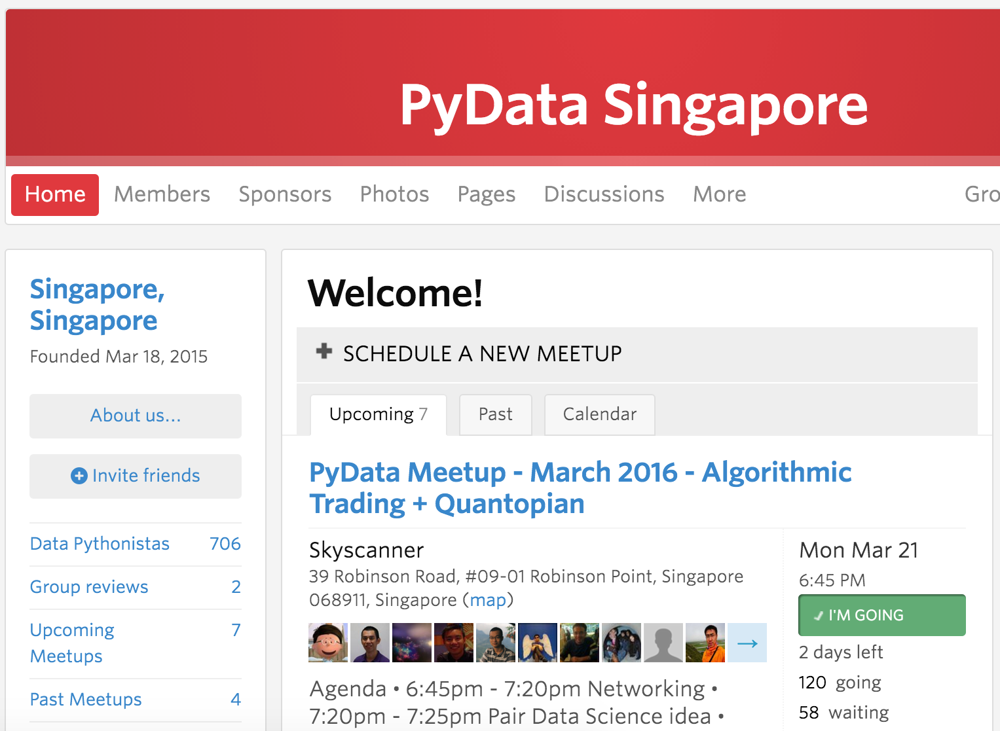 PyData Singapore
Home Members Sponsors Photos Pages Discussions More
Singapore,
Singapore
Founded Mar 18, 2015
About us...
Invite friends
Data Pythonistas 706
Group reviews 2
Upcoming 7
Meetups
Past Meetups 4
Welcome!
SCHEDULE A NEW MEETUP
Upcoming 7 Past Calendar
PyData Meetup - March 2016 - Algorithmic
Trading + Quantopian
Skyscanner
39 Robinson Road, #09-01 Robinson Point, Singapore
068911, Singapore (map)
Agenda • 6:45pm - 7:20pm Networking •
7:20pm - 7:25pm Pair Data Science idea •
Mon Mar 21
6:45 PM
I'M GOING
2 days left
120 going
58 waiting